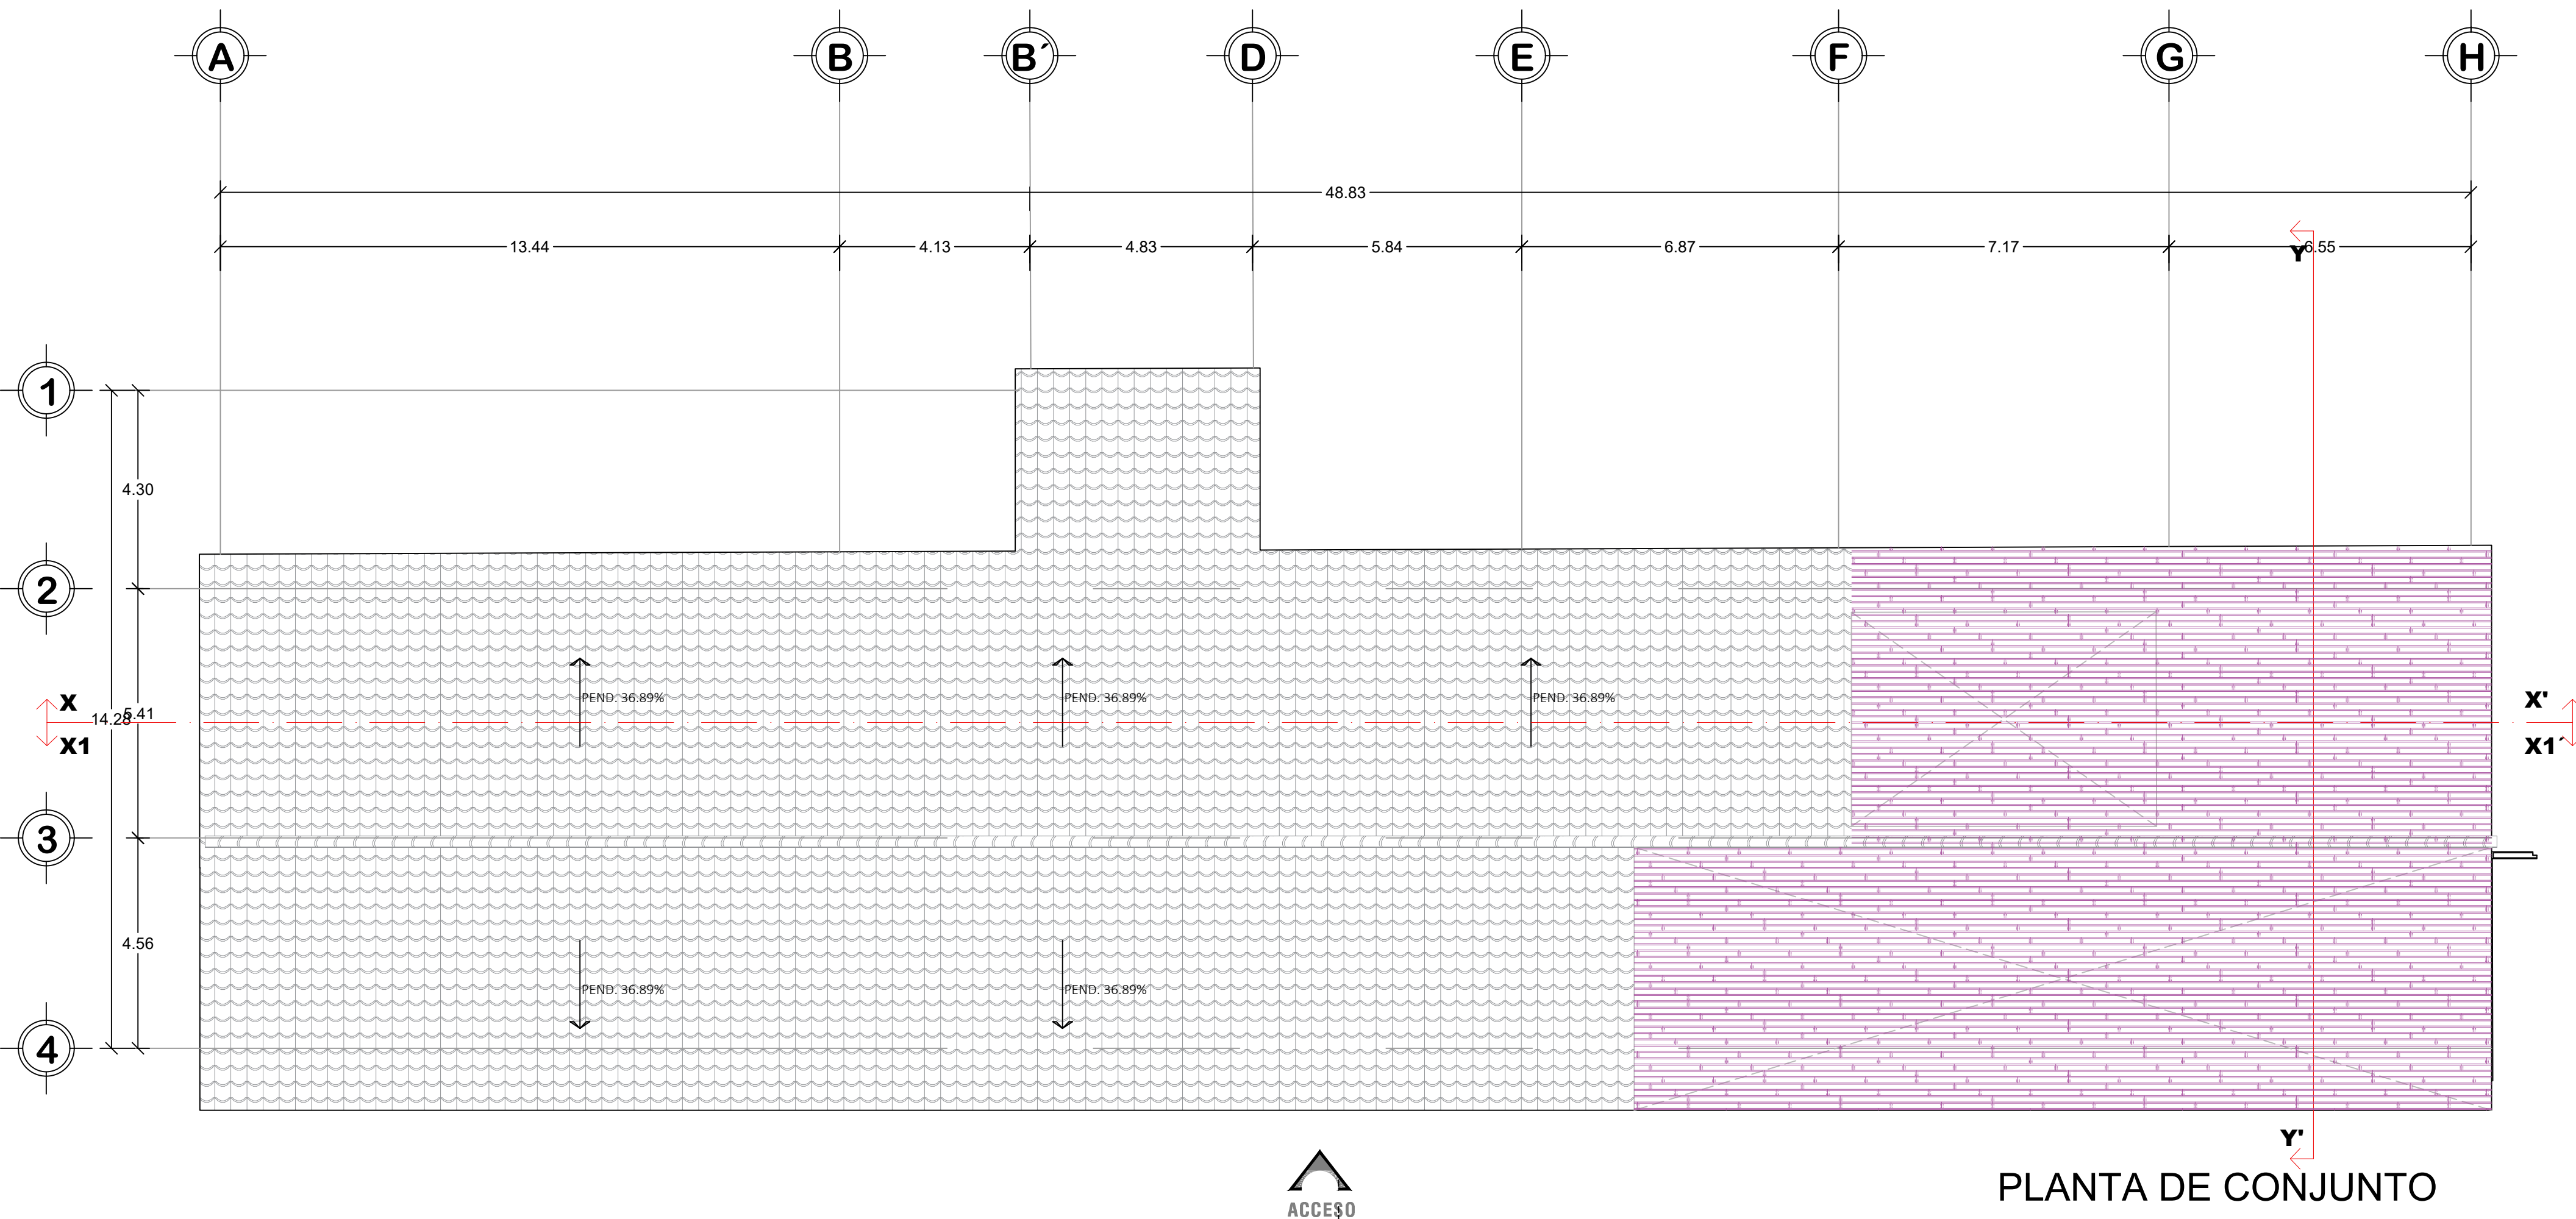 A B B´ D E F G H
48.83
13.44 4.13 4.83 5.84 6.87 7.17 6.55
Y
1
4.30
2
PEND. 36.89% PEND. 36.89% PEND. 36.89%
X X'
14.28 5.41
X1 X1´
3
4.56
PEND. 36.89% PEND. 36.89%
4
Y'
PLANTA DE CONJUNTO
ACCESO